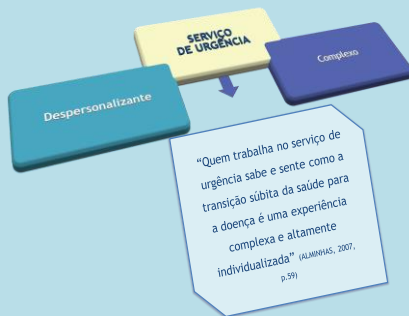 SERVIÇO
DE URGÊNCIA
Despersonalizante
Complexo
“Quem trabalha no serviço de
urgência sabe e sente como a
transição súbita da saúde para
a doença é uma experiência
complexa e altamente
individualizada” (ALMINHAS, 2007,
p.59)